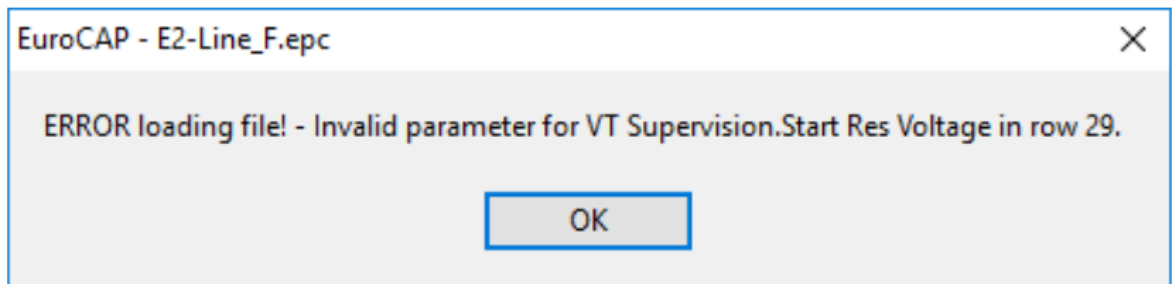 EuroCAP - E2-Line_F.epc
ERROR loading file! - Invalid parameter for VT Supervision.Start Res Voltage in row 29.
OK